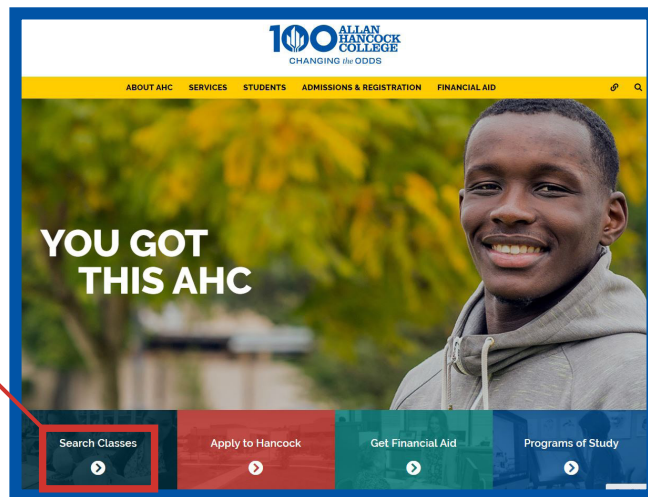 100 ALLAN
HANCOCK
COLLEGE
CHANGING the ODDS
ABOUT AHC SERVICES STUDENTS ADMISSIONS & REGISTRATION FINANCIAL AID
YOU GOT
THIS AHC
Search Classes Apply to Hancock Get Financial Aid Programs of Study